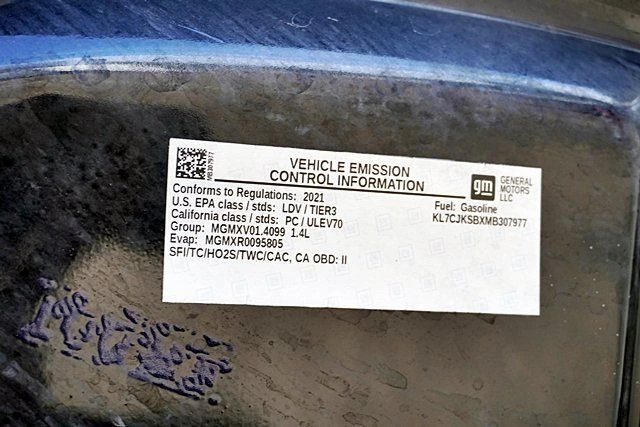 VEHICLE EMISSION
CONTROL INFORMATION
gm
GENERAL
MOTORS
LLC
Conforms to Regulations: 2021
U.S. EPA class / stds: LDV / TIER3
California class / stds: PC / ULEV70
Group: MGMXV01.4099 1.4L
Evap: MGMXR0095805
SFI/TC/HO2S/TWC/CAC, CA OBD: II
Fuel: Gasoline
KL7CJKSBXMB307977